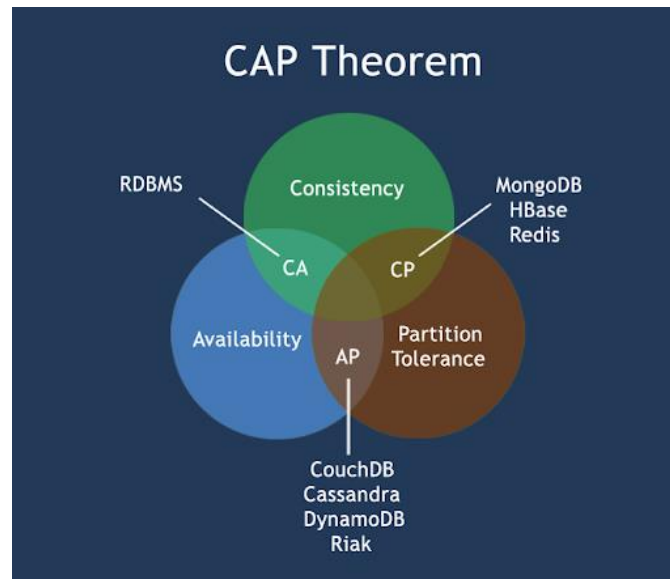 CAP Theorem
RDBMS
Consistency
MongoDB
HBase
Redis
CA
CP
Availability
Partition
Tolerance
AP
CouchDB
Cassandra
DynamoDB
Riak